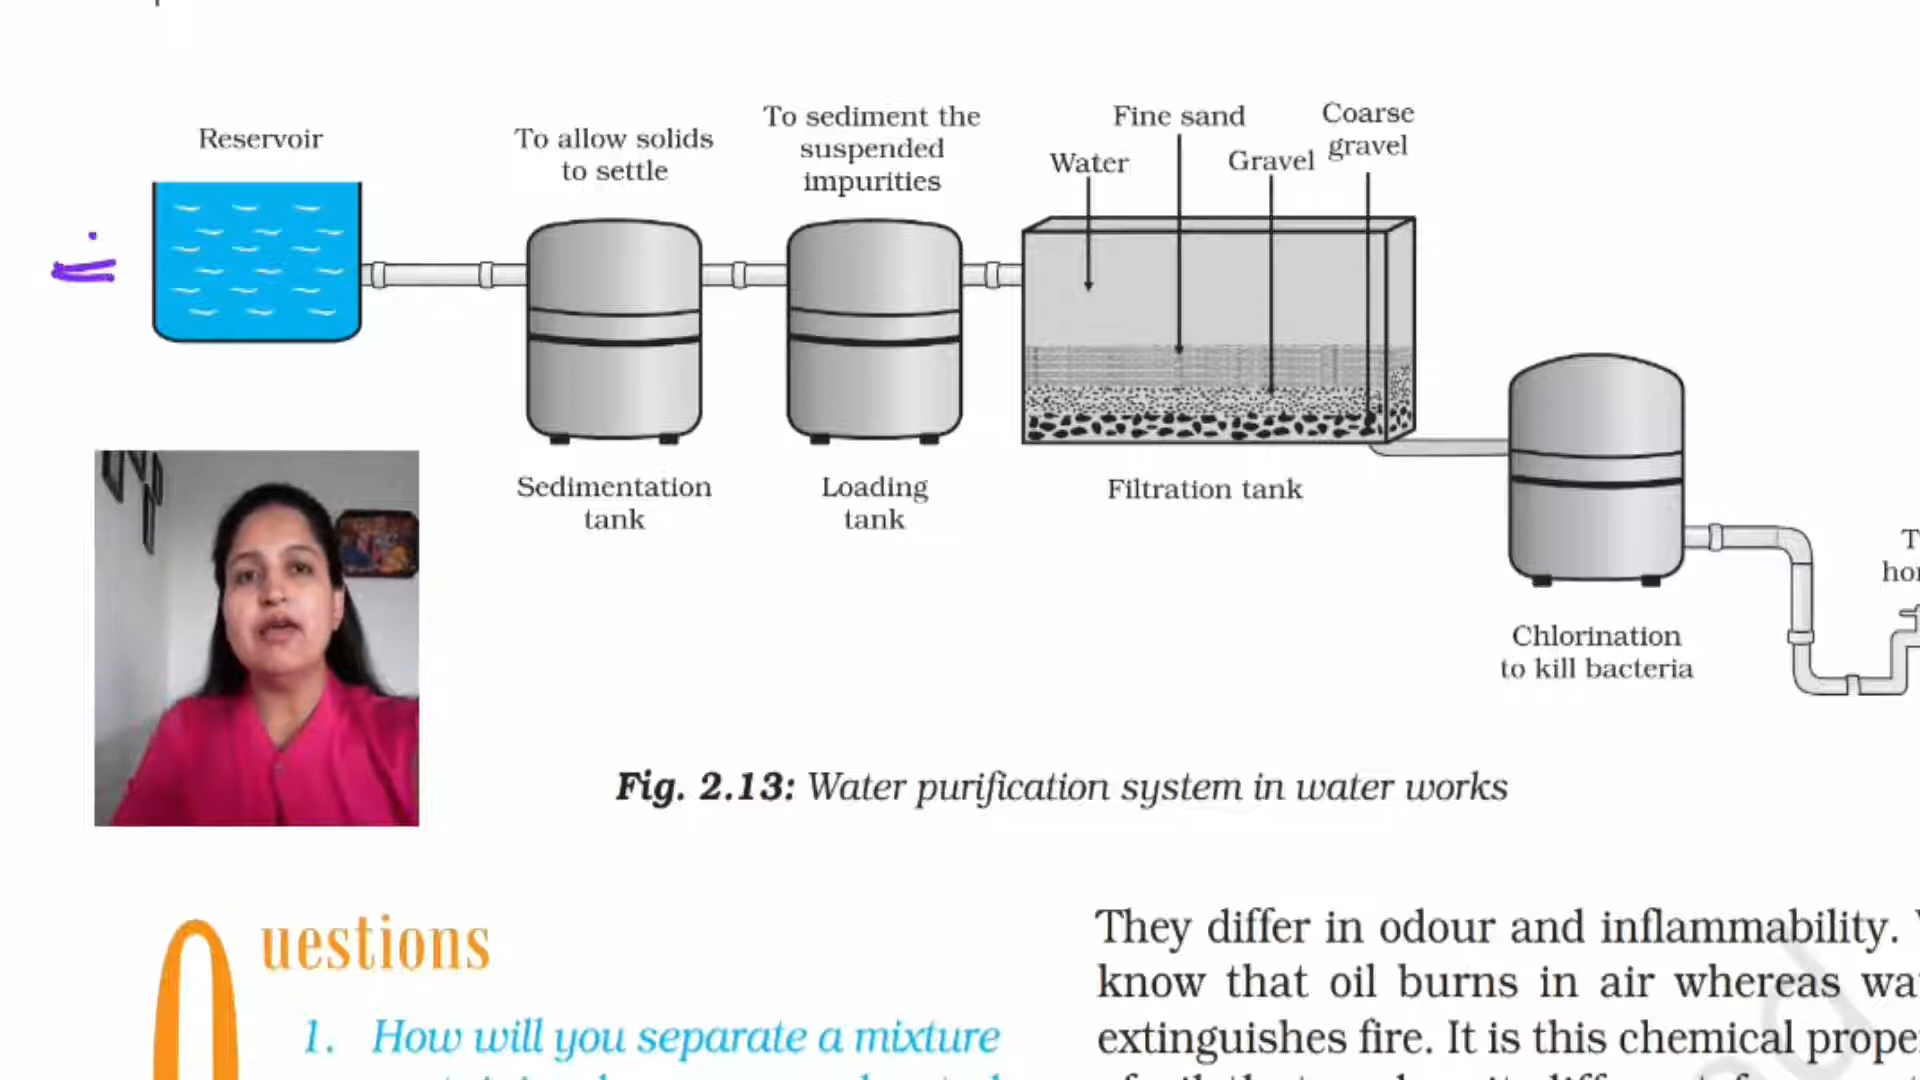 Reservoir
To allow solids
to settle
To sediment the
suspended
impurities
Water
Fine sand
Gravel
Coarse
gravel
Sedimentation
tank
Loading
tank
Filtration tank
Chlorination
to kill bacteria
Fig. 2.13: Water purification system in water works
Questions
1. How will you separate a mixture
They differ in odour and inflammability.
know that oil burns in air whereas
extinguishes fire. It is this chemical